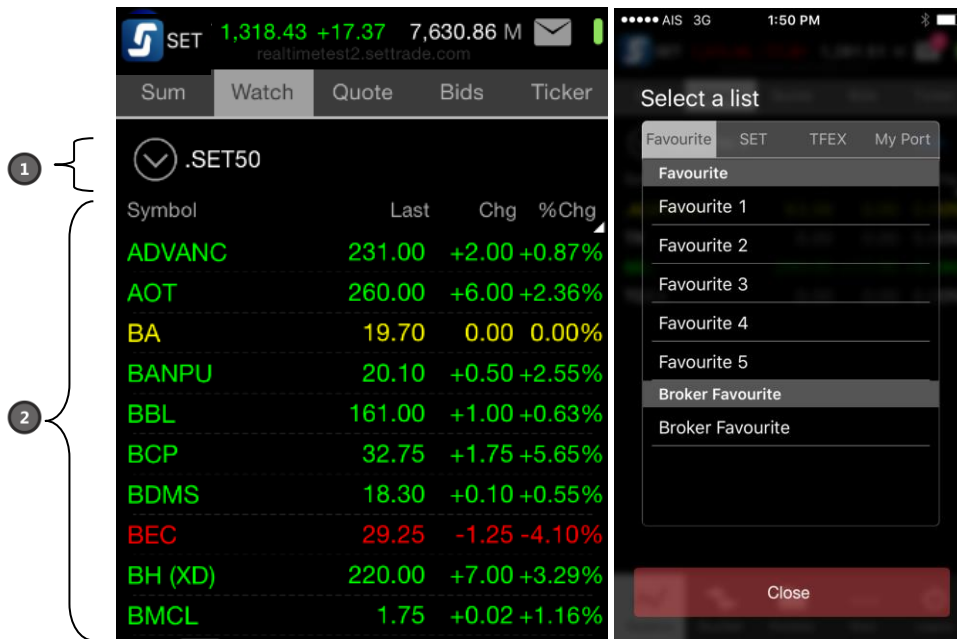 SET 1,318.43 +17.37 7,630.86 M
realtimetest2.settrade.com
Sum Watch Quote Bids Ticker
1
.SET50
Symbol Last Chg %Chg
ADVANC 231.00 +2.00 +0.87%
AOT 260.00 +6.00 +2.36%
BA 19.70 0.00 0.00%
BANPU 20.10 +0.50 +2.55%
2
BBL 161.00 +1.00 +0.63%
BCP 32.75 +1.75 +5.65%
BDMS 18.30 +0.10 +0.55%
BEC 29.25 -1.25 -4.10%
BH (XD) 220.00 +7.00 +3.29%
BMCL 1.75 +0.02 +1.16%
AIS 3G 1:50 PM
Select a list
Favourite SET TFEX My Port
Favourite
Favourite 1
Favourite 2
Favourite 3
Favourite 4
Favourite 5
Broker Favourite
Broker Favourite
Close